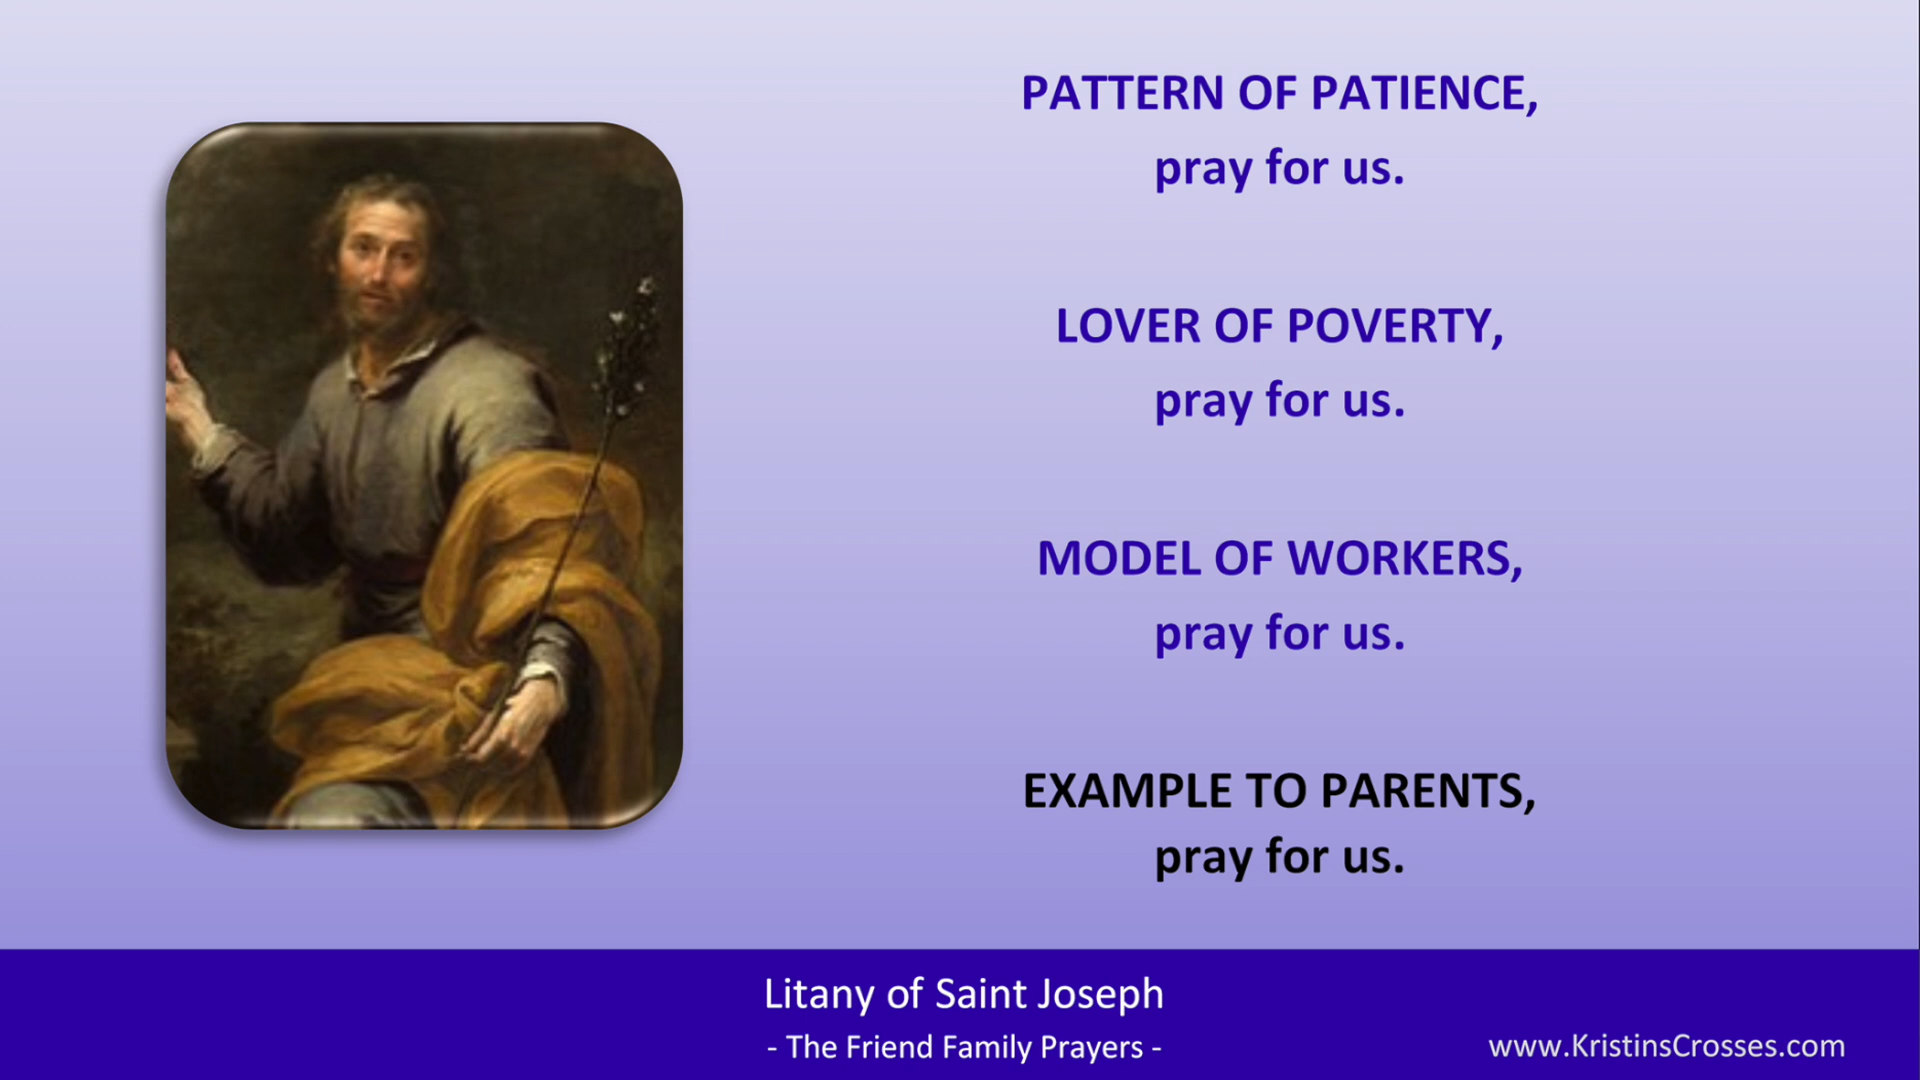 PATTERN OF PATIENCE,
pray for us.
LOVER OF POVERTY,
pray for us.
MODEL OF WORKERS,
pray for us.
EXAMPLE TO PARENTS,
pray for us.
Litany of Saint Joseph
- The Friend Family Prayers -
www.KristinsCrosses.com